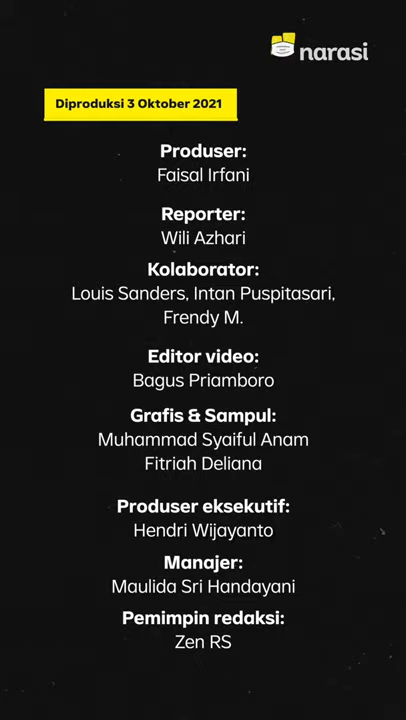 narasi
Diproduksi 3 Oktober 2021
Produser:
Faisal Irfani
Reporter:
Wili Azhari
Kolaborator:
Louis Sanders, Intan Puspitasari,
Frendy M.
Editor video:
Bagus Priamboro
Grafis & Sampul:
Muhammad Syaiful Anam
Fitriah Deliana
Produser eksekutif:
Hendri Wijayanto
Manajer:
Maulida Sri Handayani
Pemimpin redaksi:
Zen RS